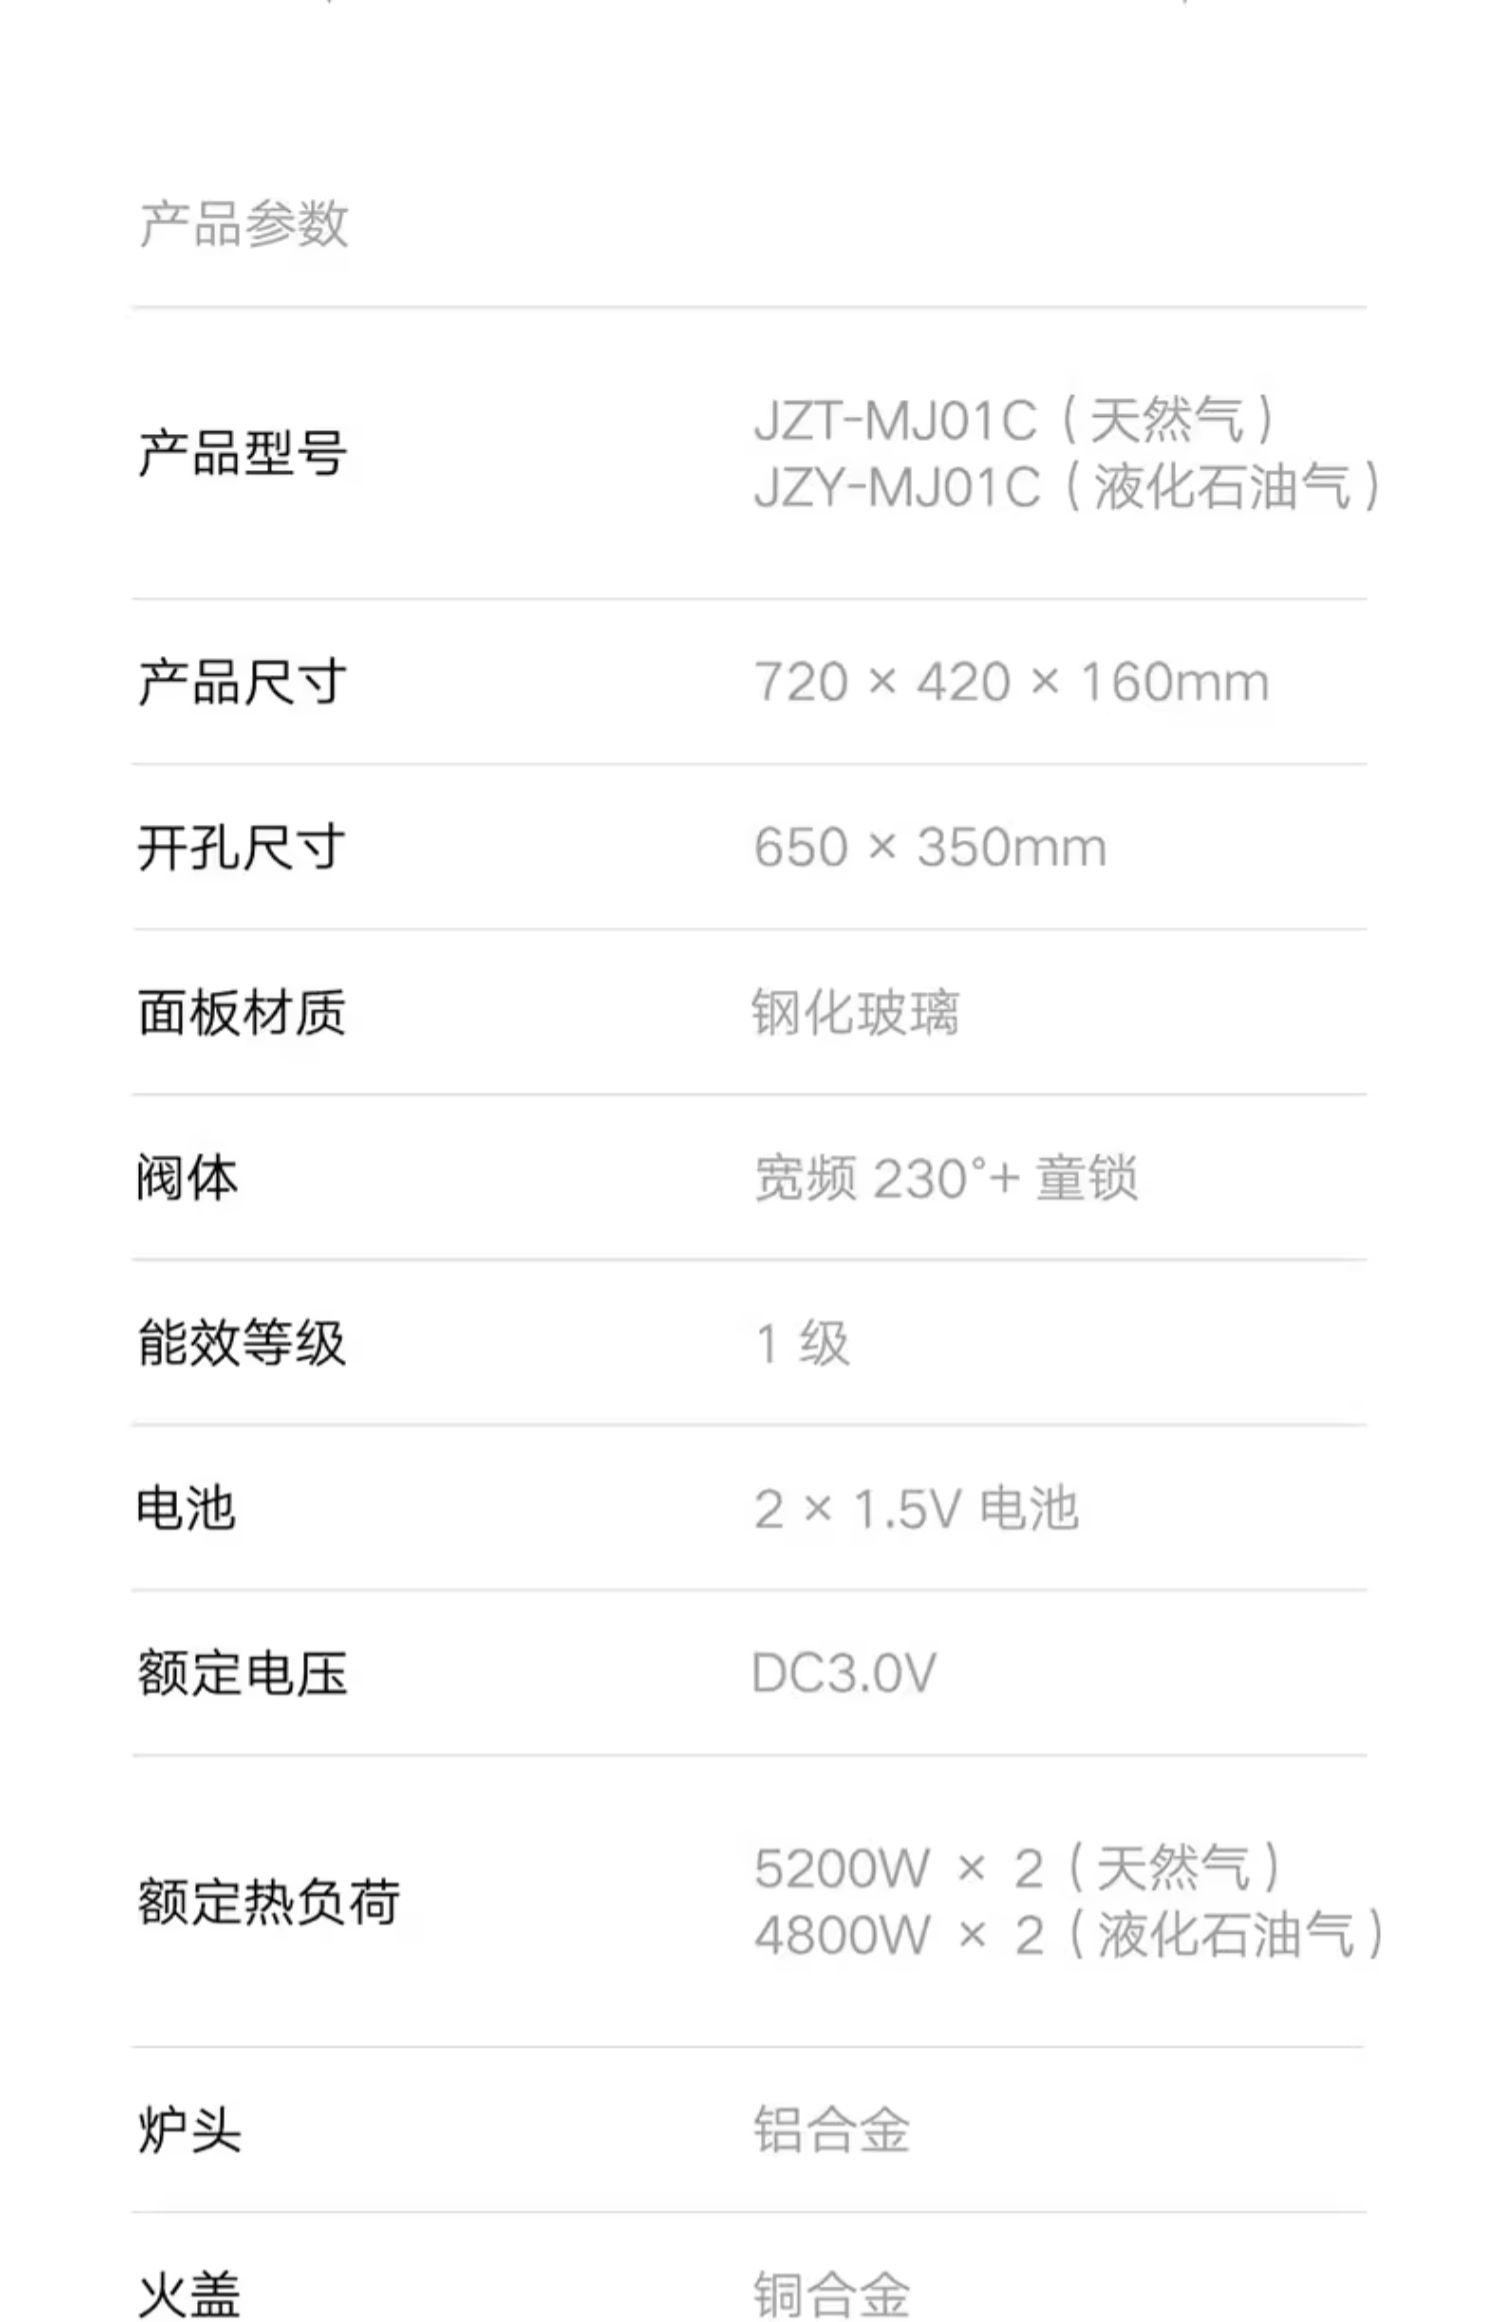 产品参数
产品型号
JZT-MJ01C（天然气）
JZY-MJ01C（液化石油气）
产品尺寸
720 × 420 × 160mm
开孔尺寸
650 × 350mm
面板材质
钢化玻璃
阀体
宽频 230°+ 童锁
能效等级
1 级
电池
2 × 1.5V 电池
额定电压
DC3.0V
额定热负荷
5200W × 2（天然气）
4800W × 2（液化石油气）
炉头
铝合金
火盖
铜合金